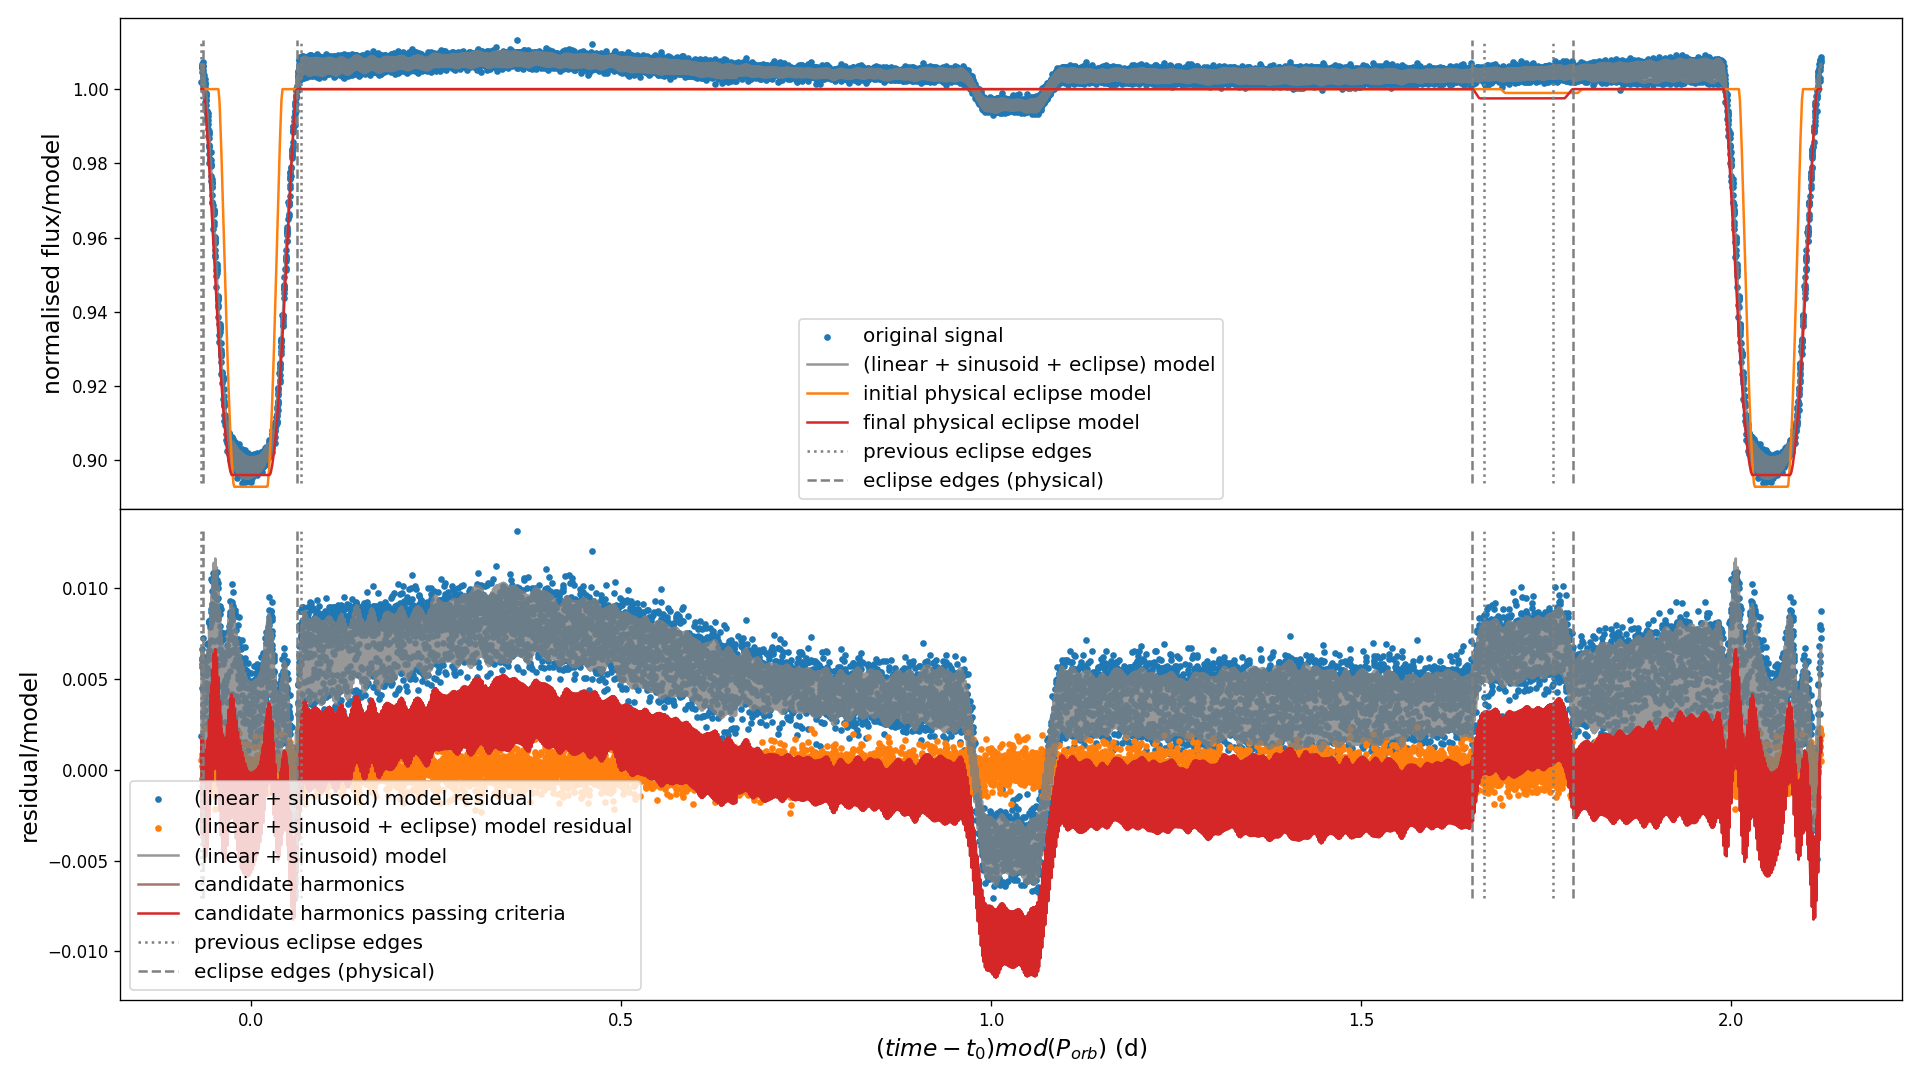 1.00
0.98
0.96
0.94
0.92
0.90
normalised flux/model
original signal
(linear + sinusoid + eclipse) model
initial physical eclipse model
final physical eclipse model
previous eclipse edges
eclipse edges (physical)
0.010
0.005
0.000
−0.005
−0.010
residual/model
(linear + sinusoid) model residual
(linear + sinusoid + eclipse) model residual
(linear + sinusoid) model
candidate harmonics
candidate harmonics passing criteria
previous eclipse edges
eclipse edges (physical)
0.0 0.5 1.0 1.5 2.0
(time − t₀)mod(Pₒᵣb) (d)